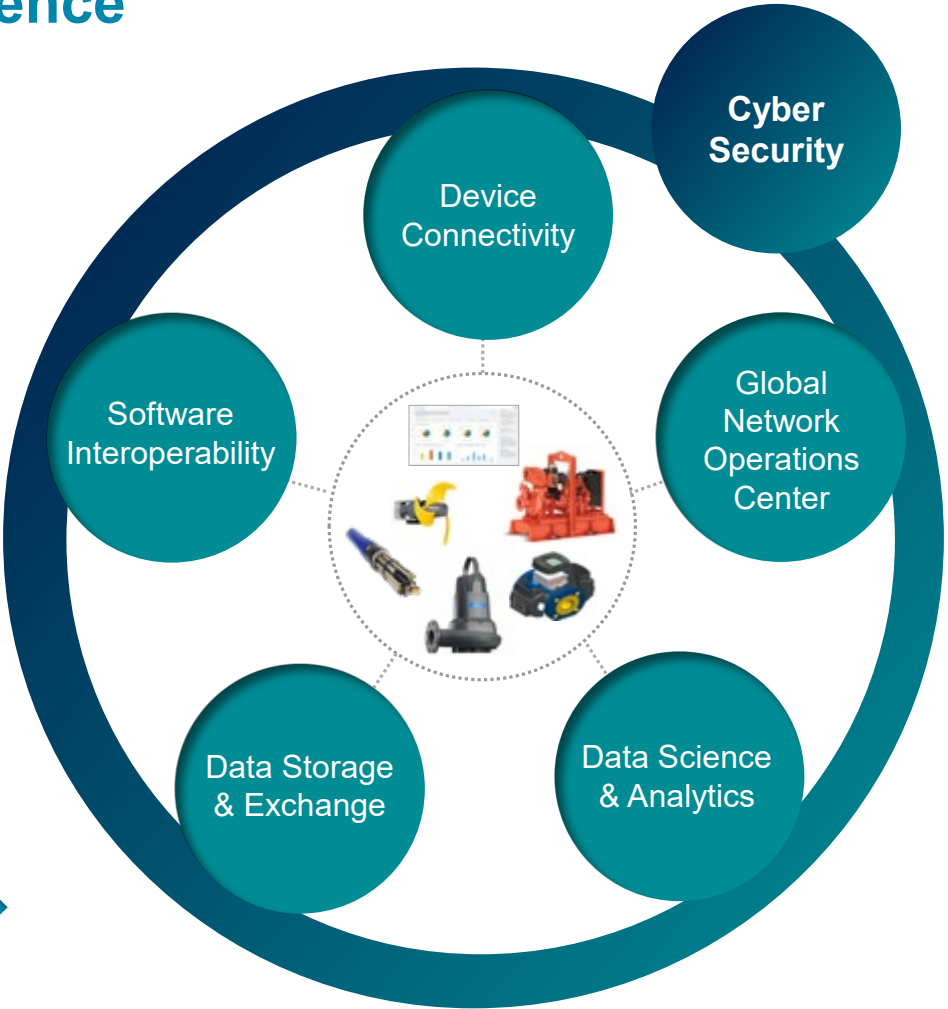 ence
Cyber
Security
Device
Connectivity
Global
Network
Operations
Center
Software
Interoperability
Data Science
& Analytics
Data Storage
& Exchange